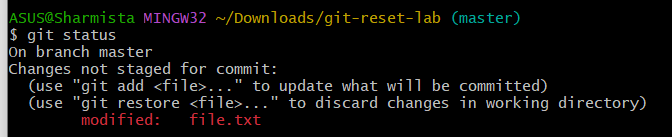 ASUS@Sharmista MINGW32 ~/Downloads/git-reset-lab (master)
$ git status
On branch master
Changes not staged for commit:
  (use "git add <file>..." to update what will be committed)
  (use "git restore <file>..." to discard changes in working directory)
        modified:   file.txt